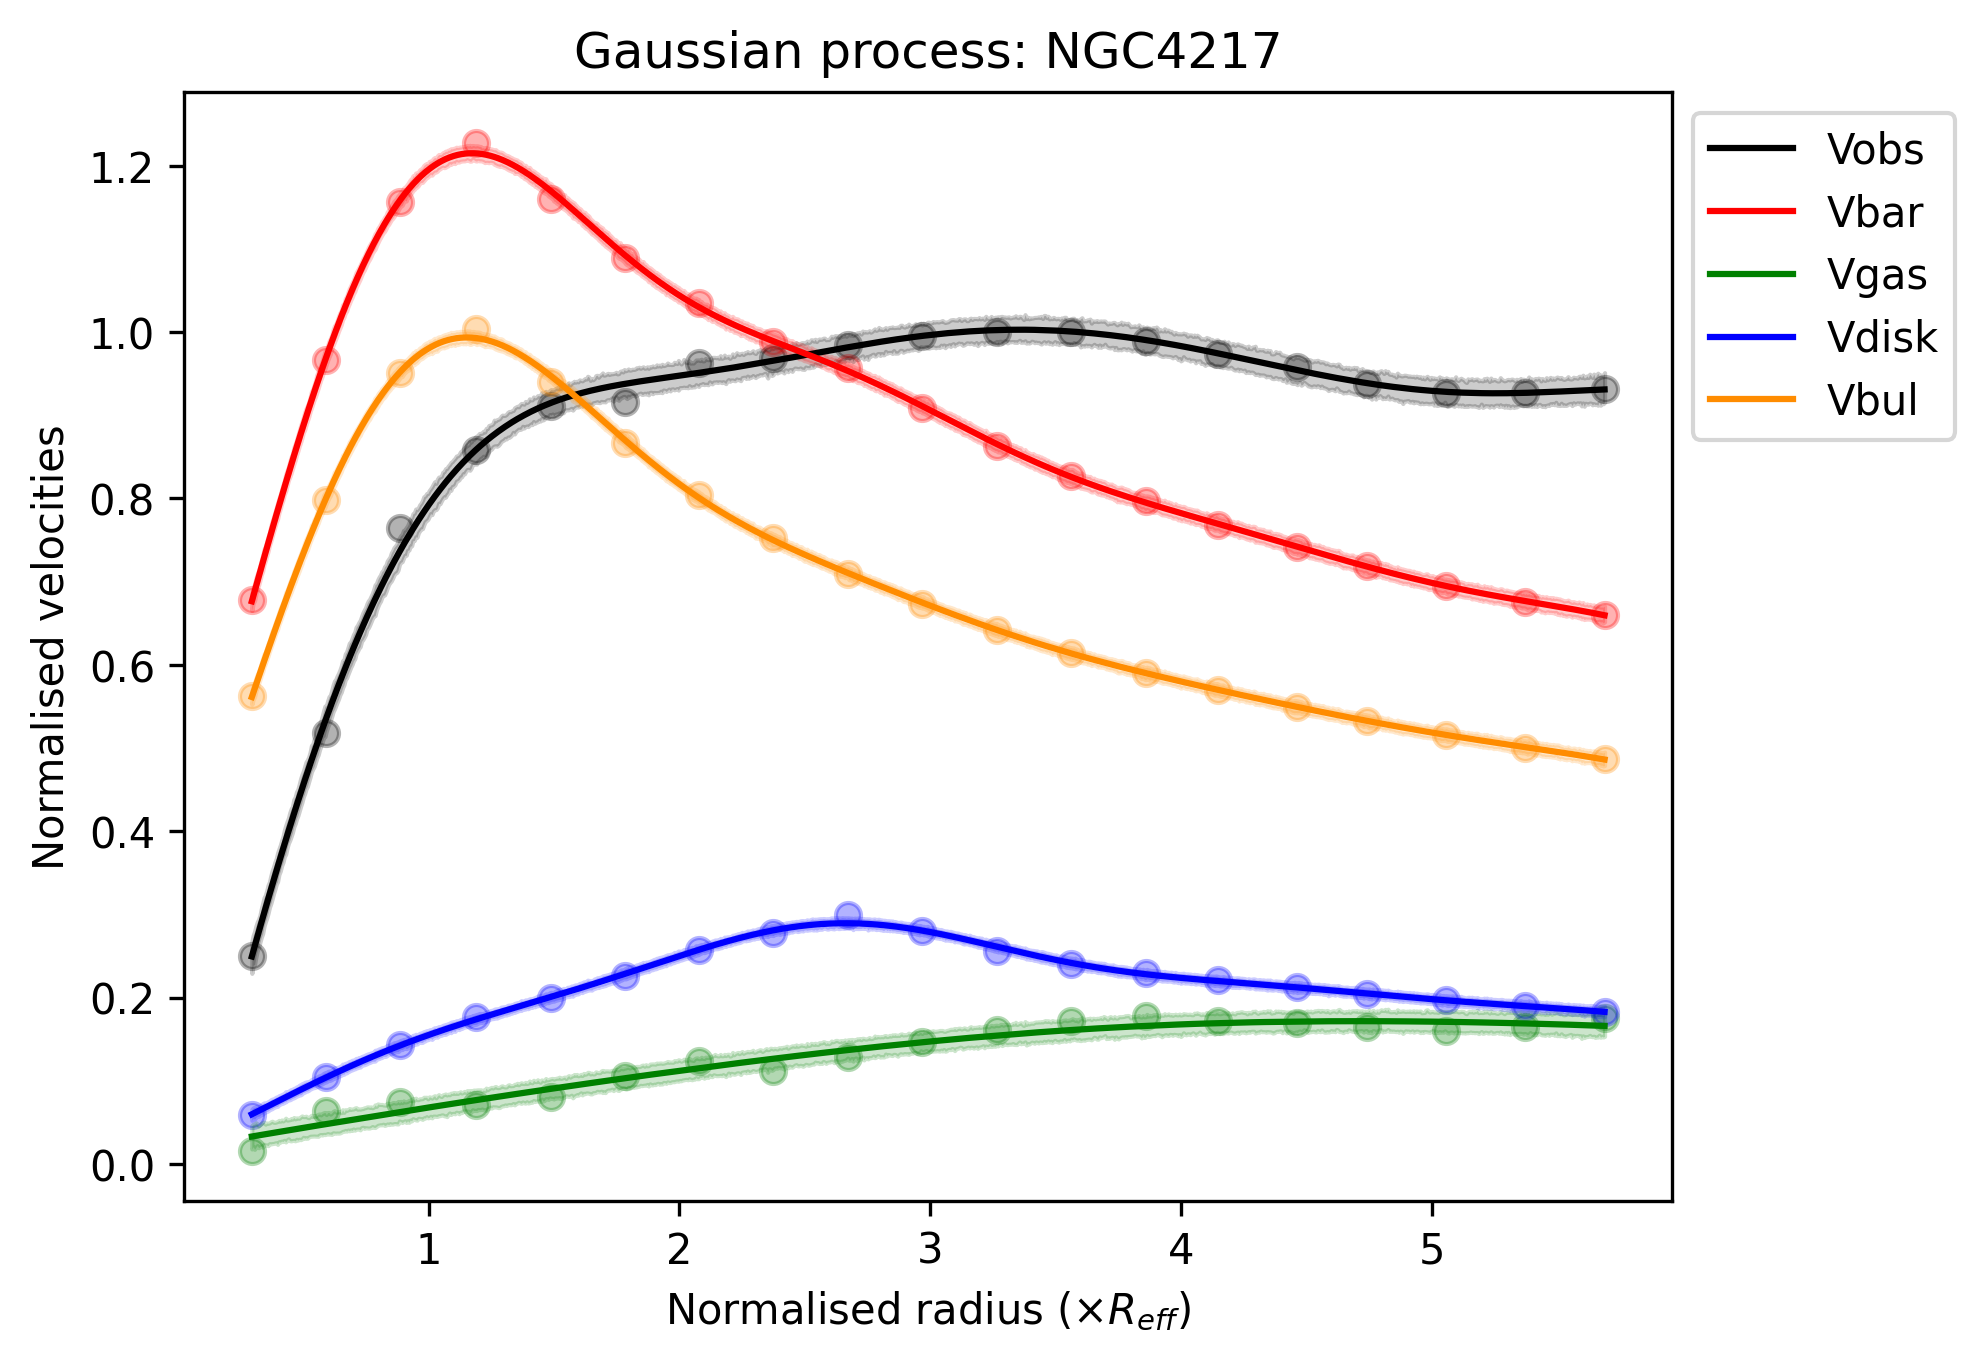 Gaussian process: NGC4217
Normalised velocities
1.2
1.0
0.8
0.6
0.4
0.2
0.0
1 2 3 4 5
Normalised radius (×R_eff)
Vobs
Vbar
Vgas
Vdisk
Vbul